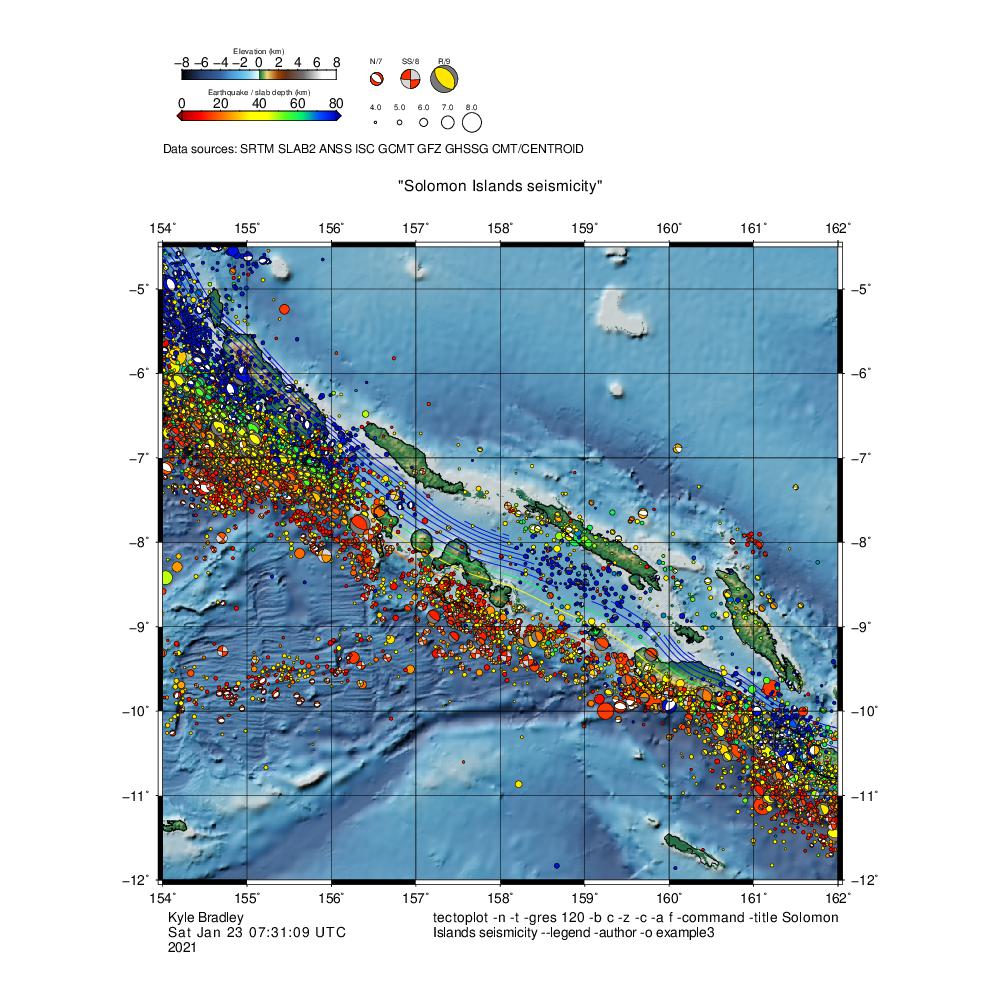 Elevation (km)
−8 −6 −4 −2 0 2 4 6 8
Earthquake / slab depth (km)
0 20 40 60 80
N/7 SS/8 R/9
4.0 5.0 6.0 7.0 8.0
Data sources: SRTM SLAB2 ANSS ISC GCMT GFZ GHSSG CMT/CENTROID
"Solomon Islands seismicity"
154˚ 155˚ 156˚ 157˚ 158˚ 159˚ 160˚ 161˚ 162˚
−5˚ −5˚
−6˚ −6˚
−7˚ −7˚
−8˚ −8˚
−9˚ −9˚
−10˚ −10˚
−11˚ −11˚
−12˚ −12˚
154˚ 155˚ 156˚ 157˚ 158˚ 159˚ 160˚ 161˚ 162˚
Kyle Bradley
Sat Jan 23 07:31:09 UTC
2021
tectoplot -n -t -gres 120 -b c -z -c -a f -command -title Solomon
Islands seismicity --legend -author -o example3